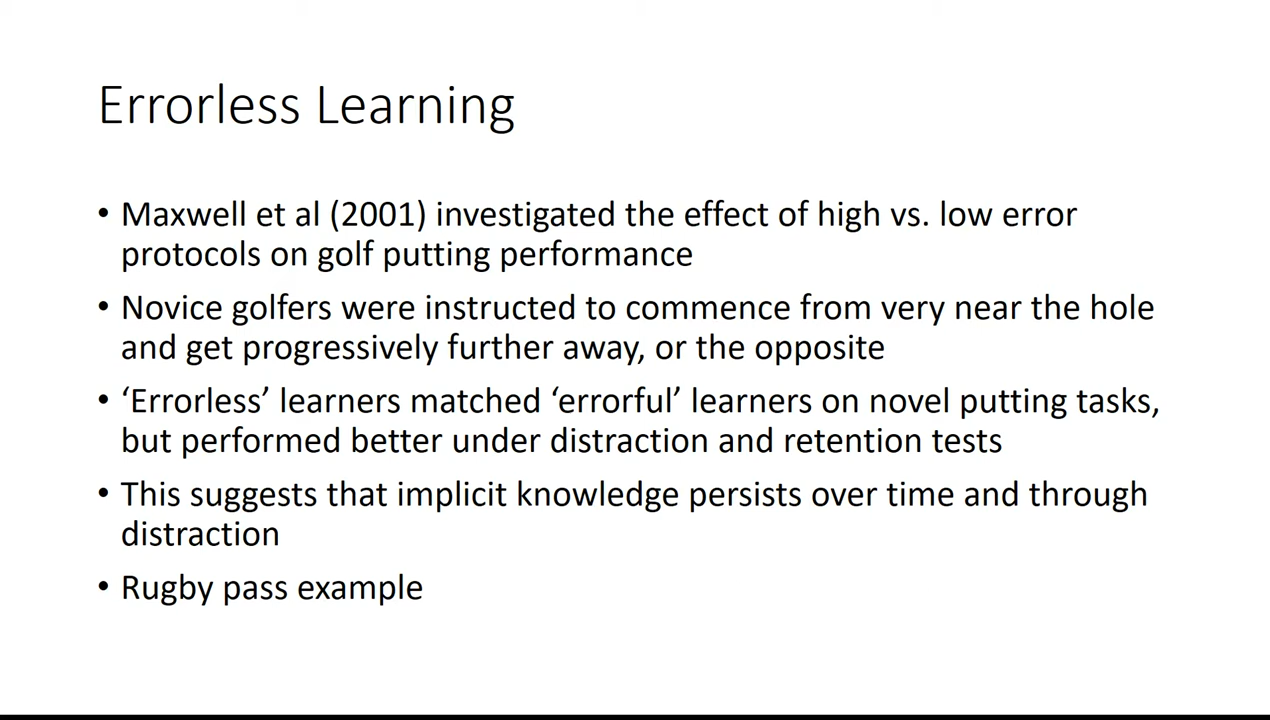 Errorless Learning
• Maxwell et al (2001) investigated the effect of high vs. low error
protocols on golf putting performance
• Novice golfers were instructed to commence from very near the hole
and get progressively further away, or the opposite
• ‘Errorless’ learners matched ‘errorful’ learners on novel putting tasks,
but performed better under distraction and retention tests
• This suggests that implicit knowledge persists over time and through
distraction
• Rugby pass example